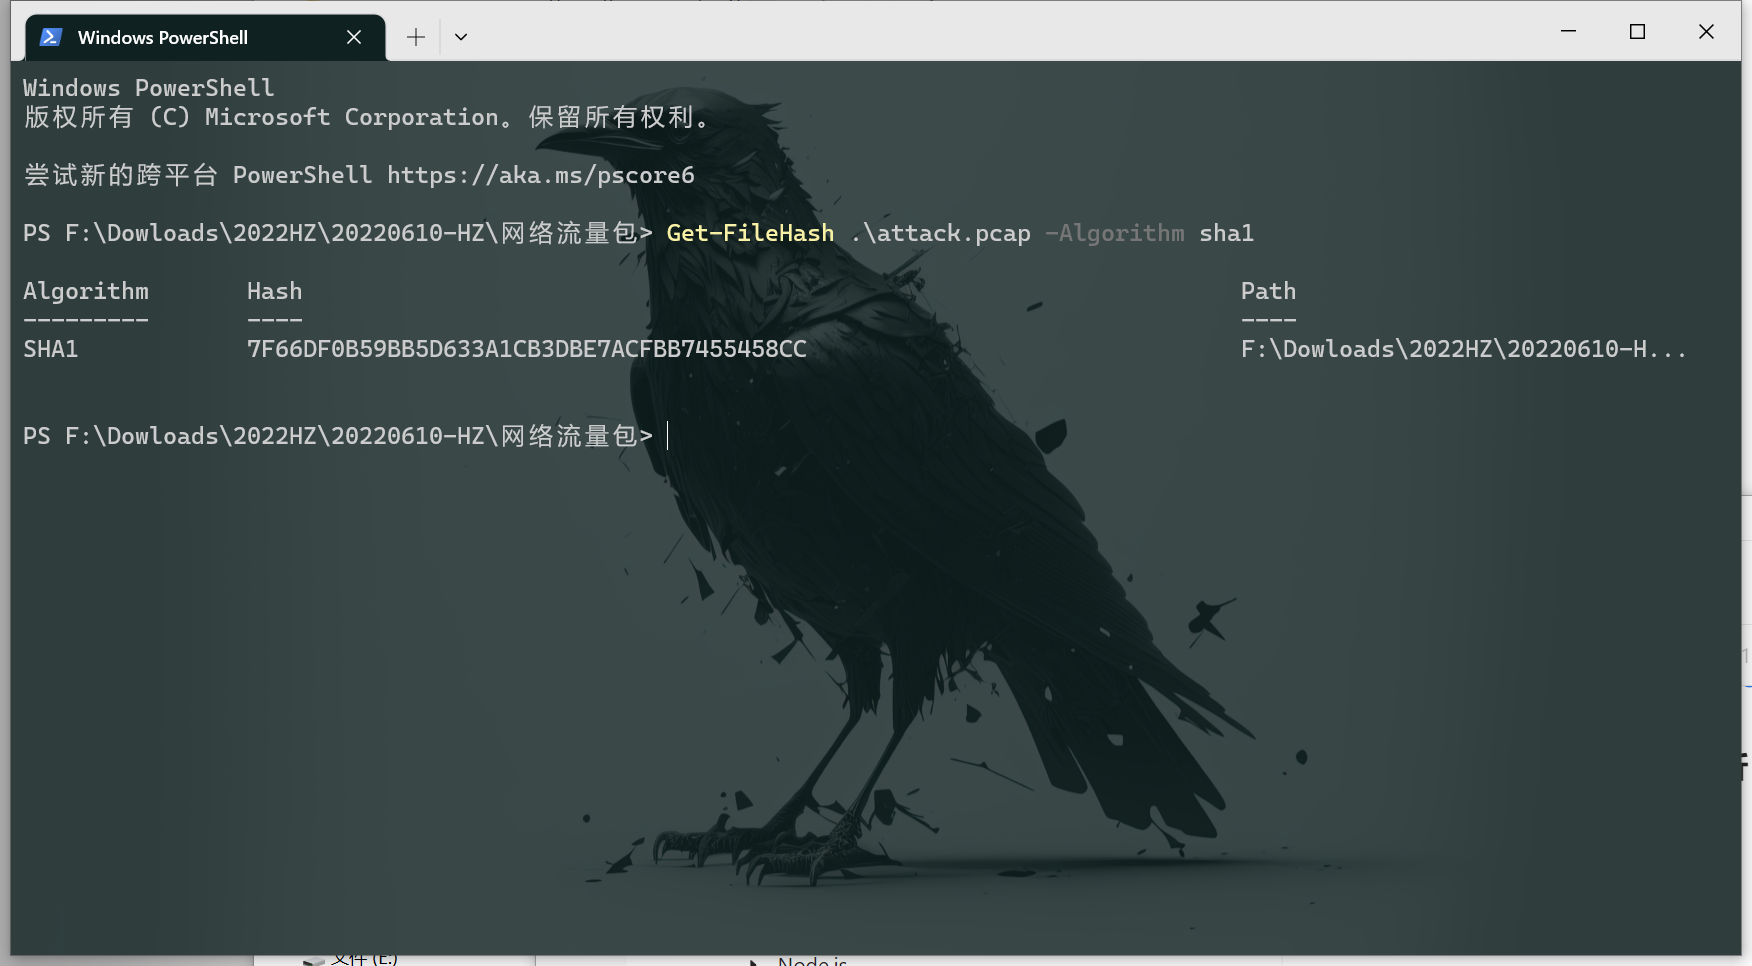 Windows PowerShell
Windows PowerShell
版权所有 (C) Microsoft Corporation。保留所有权利。
尝试新的跨平台 PowerShell https://aka.ms/pscore6
PS F:\Dowloads\2022HZ\20220610-HZ\网络流量包> Get-FileHash .\attack.pcap -Algorithm sha1
Algorithm Hash Path
--------- ---- ----
SHA1 7F66DF0B59BB5D633A1CB3DBE7ACFBB7455458CC F:\Dowloads\2022HZ\20220610-H...
PS F:\Dowloads\2022HZ\20220610-HZ\网络流量包>
文件 (E:)
Node.js